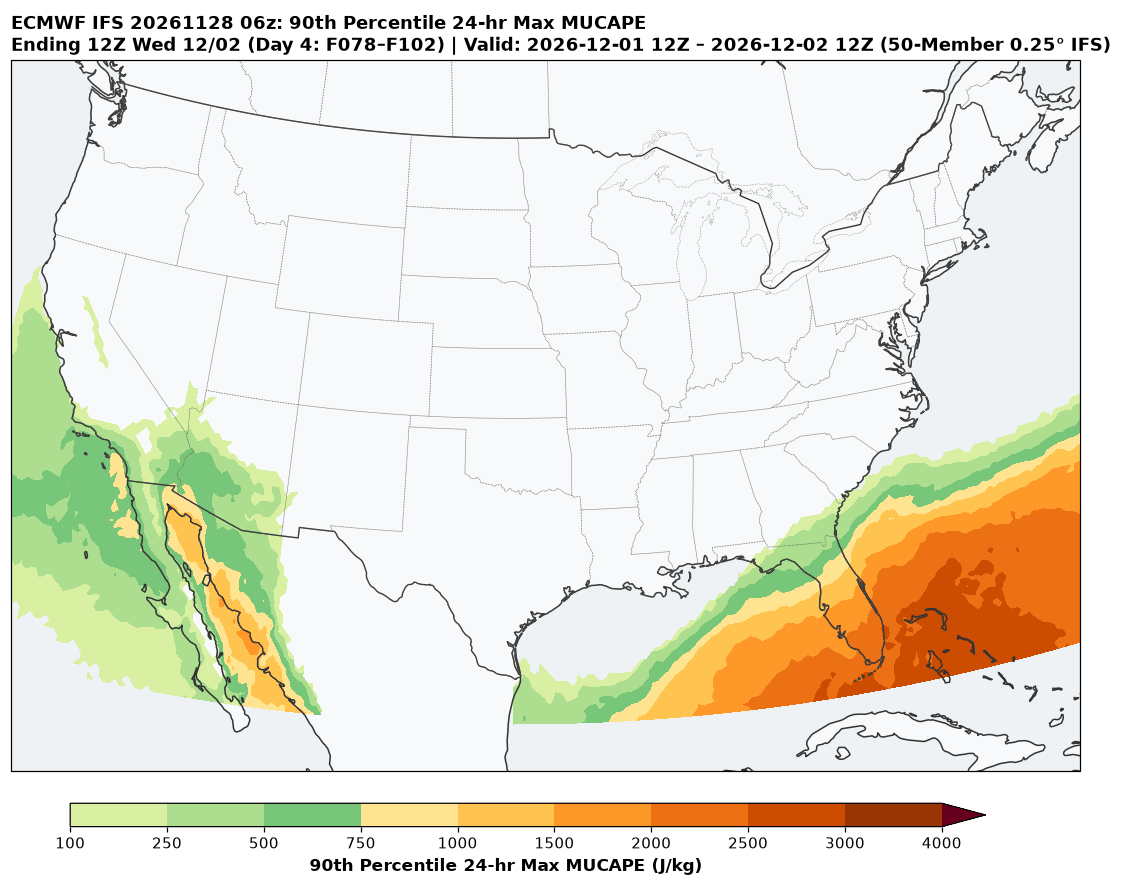 ECMWF IFS 20261128 06z: 90th Percentile 24-hr Max MUCAPE
Ending 12Z Wed 12/02 (Day 4: F078–F102) | Valid: 2026-12-01 12Z – 2026-12-02 12Z (50-Member 0.25° IFS)
100 250 500 750 1000 1500 2000 2500 3000 4000
90th Percentile 24-hr Max MUCAPE (J/kg)